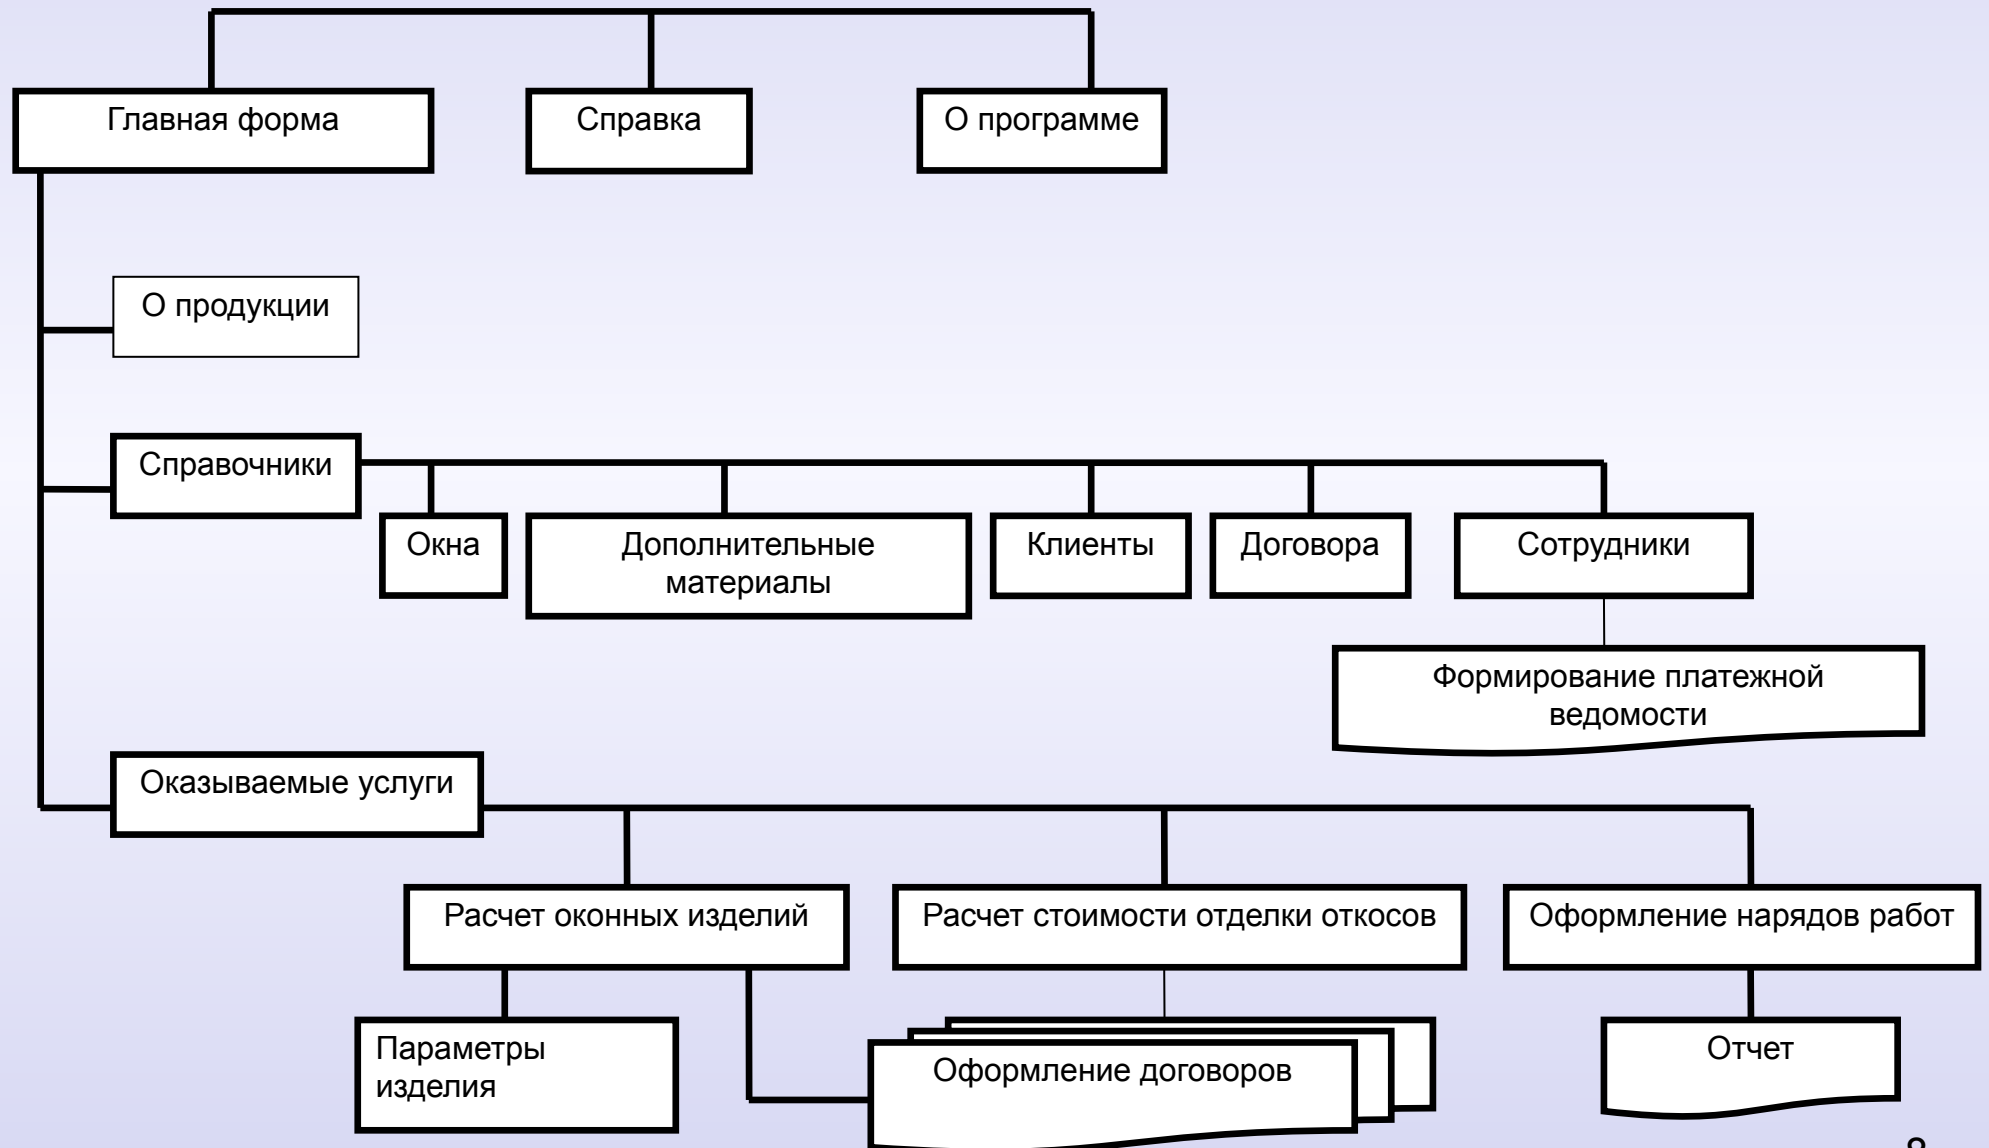 Главная форма
Справка
О программе
О продукции
Справочники
Окна
Дополнительные
материалы
Клиенты
Договора
Сотрудники
Формирование платежной
ведомости
Оказываемые услуги
Расчет оконных изделий
Расчет стоимости отделки откосов
Оформление нарядов работ
Параметры
изделия
Оформление договоров
Отчет